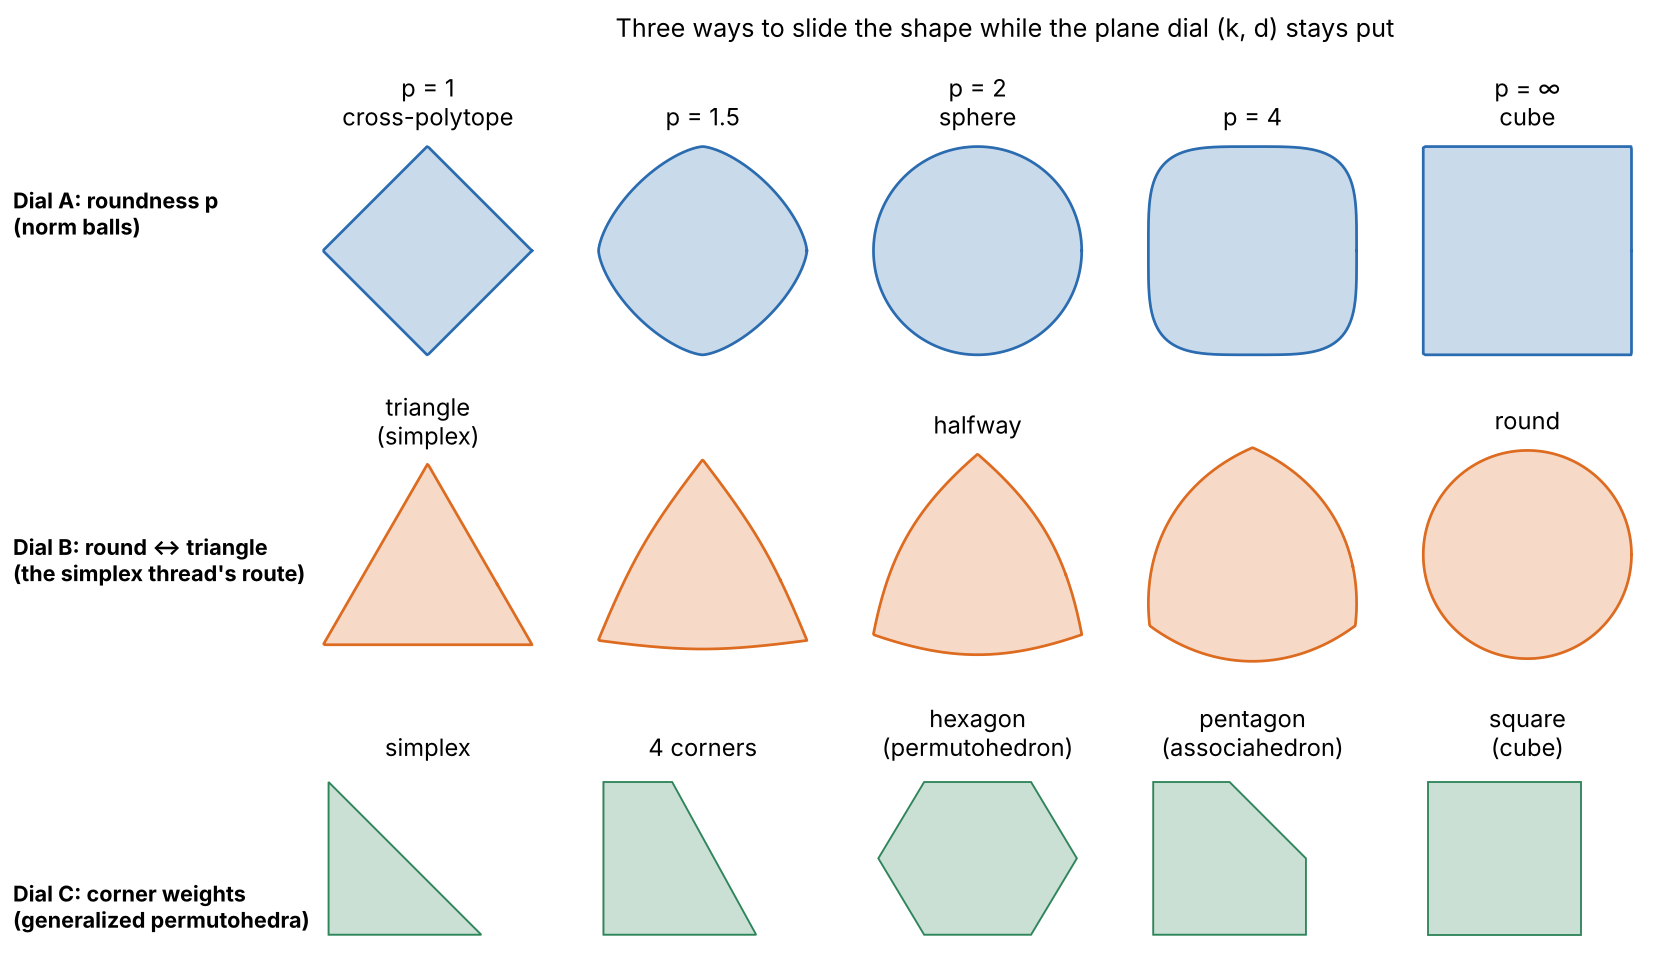 Three ways to slide the shape while the plane dial (k, d) stays put
p = 1
cross-polytope
p = 1.5
p = 2
sphere
p = 4
p = ∞
cube
Dial A: roundness p
(norm balls)
triangle
(simplex)
halfway
round
Dial B: round ↔ triangle
(the simplex thread's route)
simplex
4 corners
hexagon
(permutohedron)
pentagon
(associahedron)
square
(cube)
Dial C: corner weights
(generalized permutohedra)